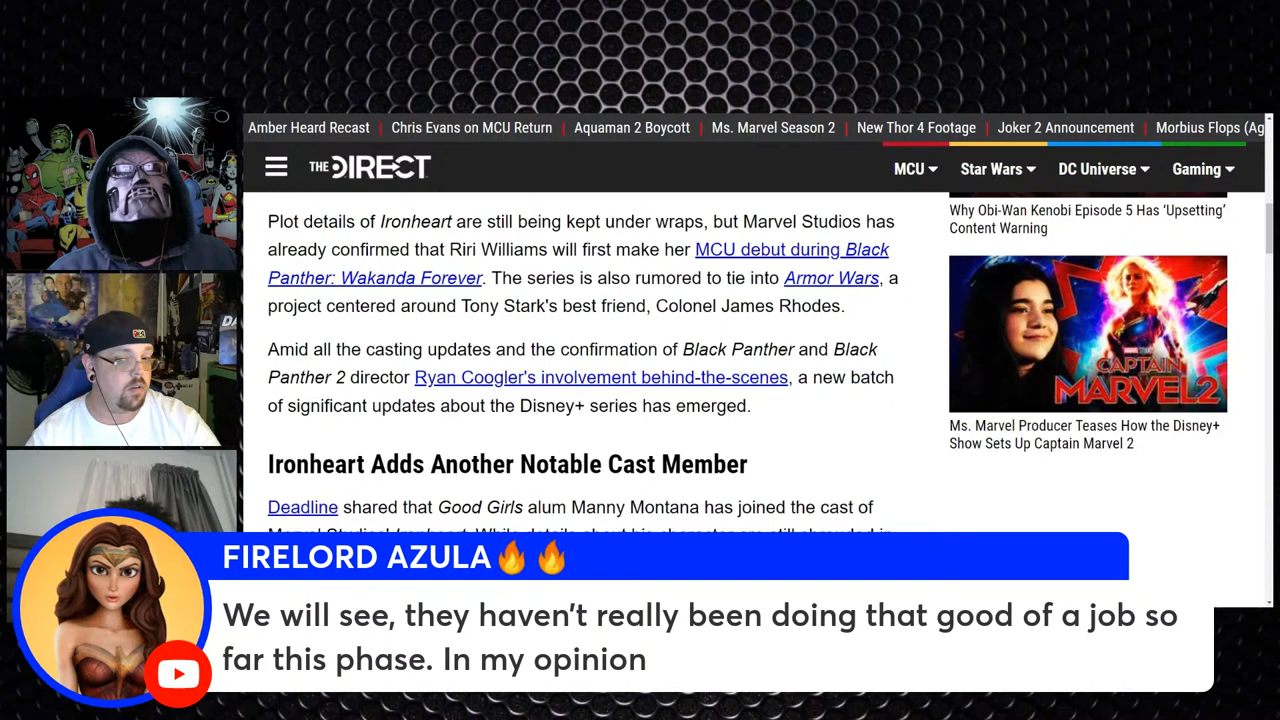 Amber Heard Recast | Chris Evans on MCU Return | Aquaman 2 Boycott | Ms. Marvel Season 2 | New Thor 4 Footage | Joker 2 Announcement | Morbius Flops (Ag
THE DIRECT MCU Star Wars DC Universe Gaming
Plot details of Ironheart are still being kept under wraps, but Marvel Studios has
already confirmed that Riri Williams will first make her MCU debut during Black
Panther: Wakanda Forever. The series is also rumored to tie into Armor Wars, a
project centered around Tony Stark's best friend, Colonel James Rhodes.
Amid all the casting updates and the confirmation of Black Panther and Black
Panther 2 director Ryan Coogler's involvement behind-the-scenes, a new batch
of significant updates about the Disney+ series has emerged.
Ironheart Adds Another Notable Cast Member
Deadline shared that Good Girls alum Manny Montana has joined the cast of
Why Obi-Wan Kenobi Episode 5 Has ‘Upsetting’
Content Warning
CAPTAIN
MARVEL2
Ms. Marvel Producer Teases How the Disney+
Show Sets Up Captain Marvel 2
FIRELORD AZULA🔥🔥
We will see, they haven’t really been doing that good of a job so
far this phase. In my opinion